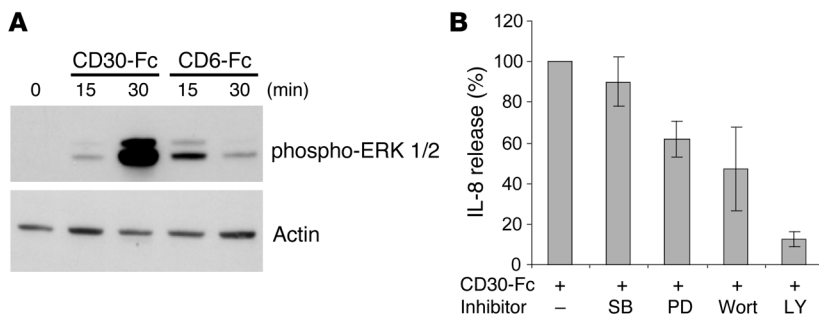 A
CD30-Fc CD6-Fc
0 15 30 15 30 (min)
phospho-ERK 1/2
Actin
B
IL-8 release (%)
120
100
80
60
40
20
0
CD30-Fc + + + + +
Inhibitor – SB PD Wort LY